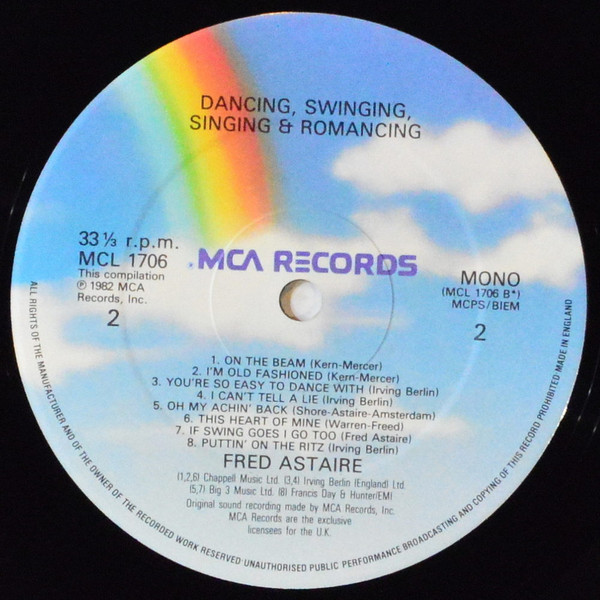 DANCING, SWINGING,
SINGING & ROMANCING
33⅓ r.p.m.
MCL 1706
This compilation
℗ 1982 MCA
Records, Inc.
2
MCA RECORDS
MONO
(MCL 1706 B*)
MCPS/BIEM
2
1. ON THE BEAM (Kern-Mercer)
2. I'M OLD FASHIONED (Kern-Mercer)
3. YOU'RE SO EASY TO DANCE WITH (Irving Berlin)
4. I CAN'T TELL A LIE (Irving Berlin)
5. OH MY ACHIN' BACK (Shore-Astaire-Amsterdam)
6. THIS HEART OF MINE (Warren-Freed)
7. IF SWING GOES I GO TOO (Fred Astaire)
8. PUTTIN' ON THE RITZ (Irving Berlin)
FRED ASTAIRE
(1,2,6) Chappell Music Ltd. (3,4) Irving Berlin (England) Ltd.
(5,7) Big 3 Music Ltd. (8) Francis Day & Hunter/EMI)
Original sound recording made by MCA Records, Inc.
MCA Records are the exclusive
licensees for the U.K.
ALL RIGHTS OF THE MANUFACTURER AND OF THE OWNER OF THE RECORDED WORK RESERVED·UNAUTHORISED PUBLIC PERFORMANCE BROADCASTING AND COPYING OF THIS RECORD PROHIBITED MADE IN ENGLAND